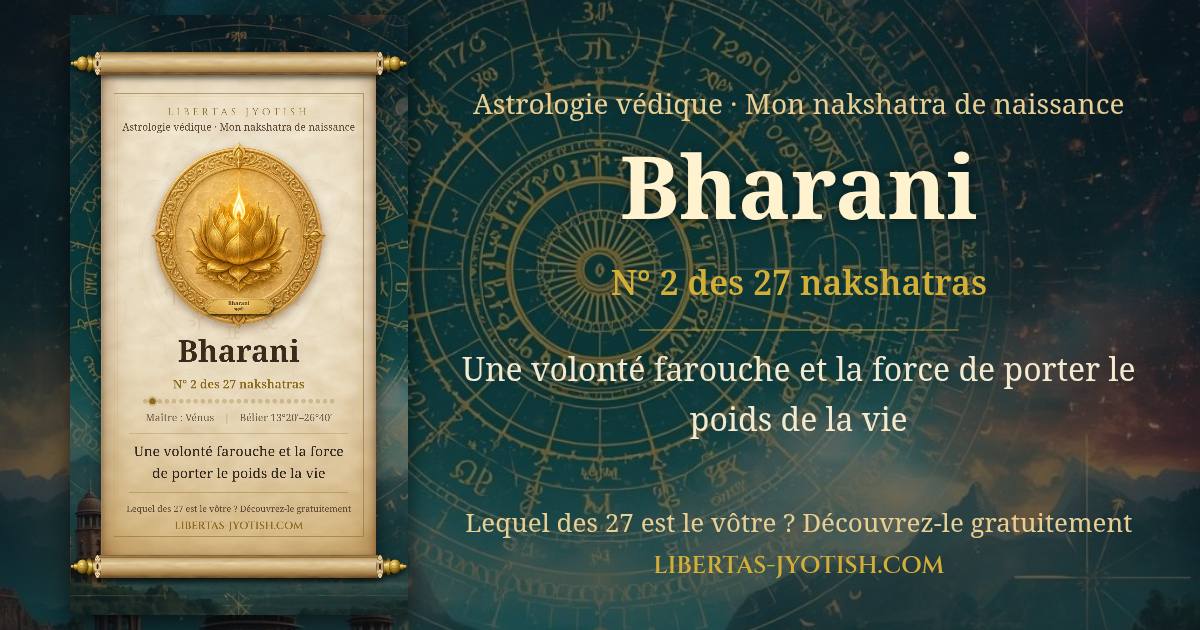 LIBERTAS JYOTISH
Astrologie védique · Mon nakshatra de naissance
Bharani
Bharani
N° 2 des 27 nakshatras
Maître : Vénus | Bélier 13°20'–26°40'
Une volonté farouche et la force
de porter le poids de la vie
Lequel des 27 est le vôtre ? Découvrez-le gratuitement
LIBERTAS-JYOTISH.COM
Astrologie védique · Mon nakshatra de naissance
Bharani
N° 2 des 27 nakshatras
Une volonté farouche et la force de porter le
poids de la vie
Lequel des 27 est le vôtre ? Découvrez-le gratuitement
LIBERTAS-JYOTISH.COM